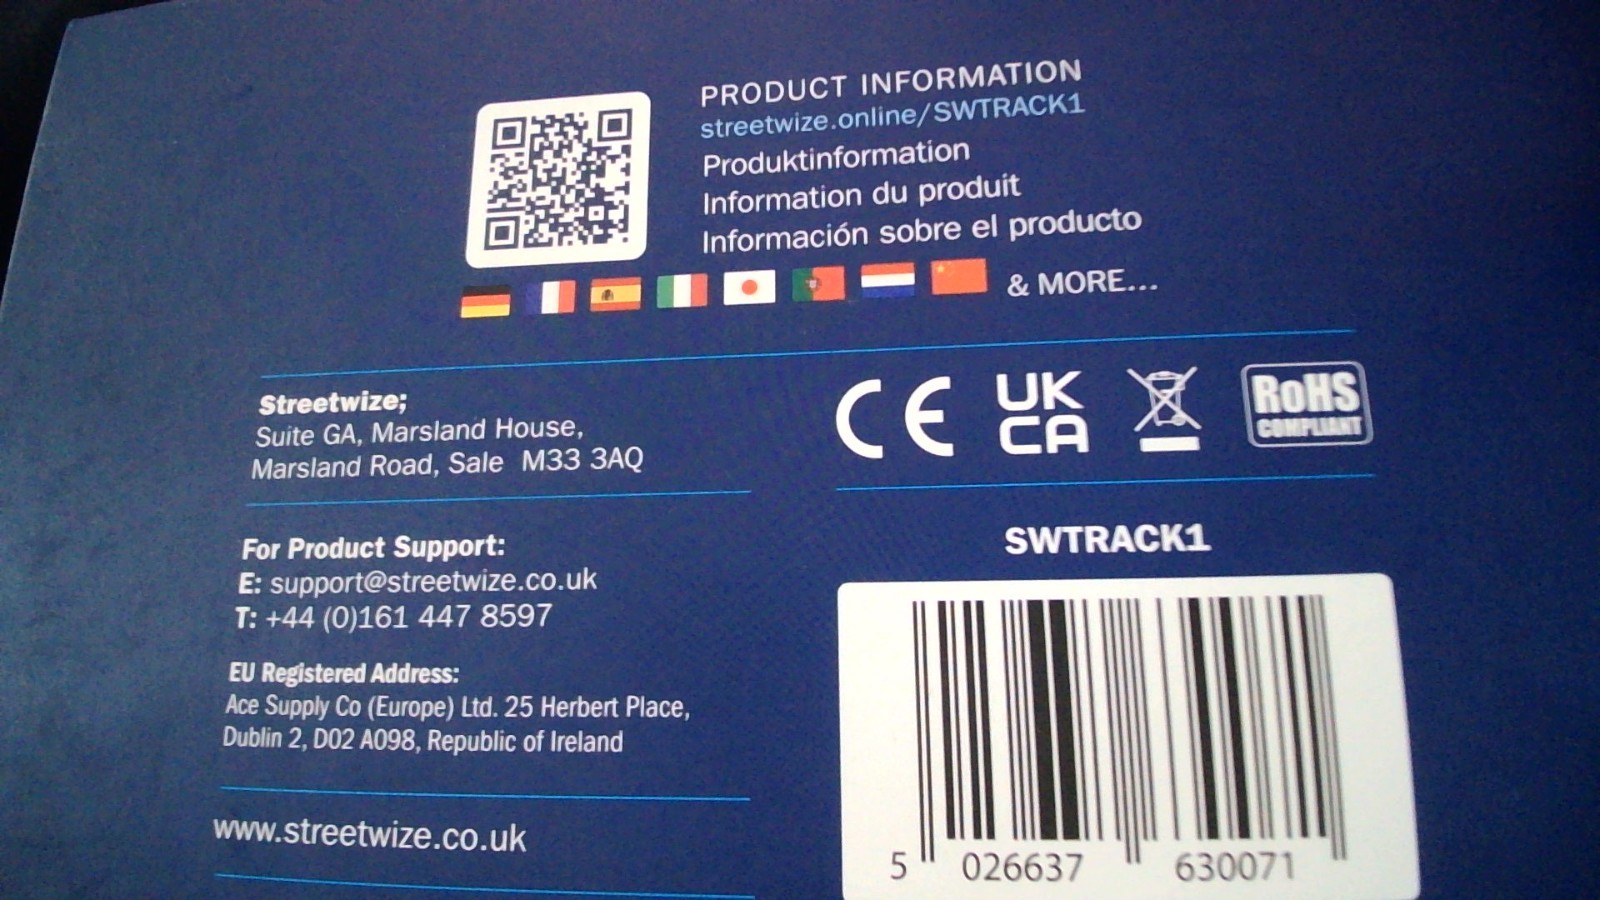 PRODUCT INFORMATION
streetwize.online/SWTRACK1
Produktinformation
Information du produit
Información sobre el producto
& MORE...
Streetwize;
Suite GA, Marsland House,
Marsland Road, Sale M33 3AQ
CE
UK
CA
RoHS
COMPLIANT
For Product Support:
E: support@streetwize.co.uk
T: +44 (0)161 447 8597
EU Registered Address:
Ace Supply Co (Europe) Ltd. 25 Herbert Place,
Dublin 2, D02 A098, Republic of Ireland
www.streetwize.co.uk
SWTRACK1
5 026637 630071